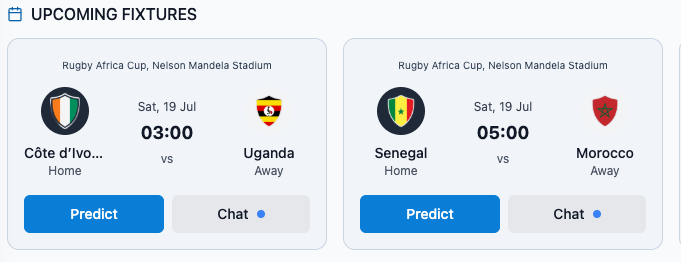 UPCOMING FIXTURES
Rugby Africa Cup, Nelson Mandela Stadium
Sat, 19 Jul
03:00
vs
Côte d’Ivo...
Home
Uganda
Away
Predict
Chat
Rugby Africa Cup, Nelson Mandela Stadium
Sat, 19 Jul
05:00
vs
Senegal
Home
Morocco
Away
Predict
Chat